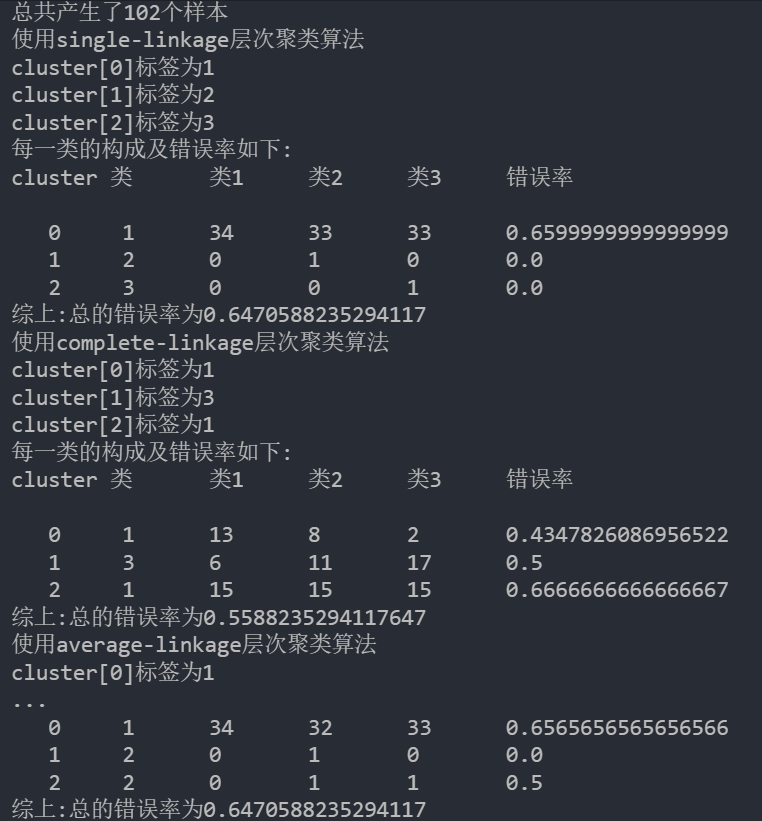 总共产生了102个样本
使用single-linkage层次聚类算法
cluster[0]标签为1
cluster[1]标签为2
cluster[2]标签为3
每一类的构成及错误率如下:
cluster 类 类1 类2 类3 错误率
0 1 34 33 33 0.6599999999999999
1 2 0 1 0 0.0
2 3 0 0 1 0.0
综上:总的错误率为0.6470588235294117
使用complete-linkage层次聚类算法
cluster[0]标签为1
cluster[1]标签为3
cluster[2]标签为1
每一类的构成及错误率如下:
cluster 类 类1 类2 类3 错误率
0 1 13 8 2 0.4347826086956522
1 3 6 11 17 0.5
2 1 15 15 15 0.6666666666666667
综上:总的错误率为0.5588235294117647
使用average-linkage层次聚类算法
cluster[0]标签为1
...
0 1 34 32 33 0.6565656565656566
1 2 0 1 0 0.0
2 2 0 1 1 0.5
综上:总的错误率为0.6470588235294117